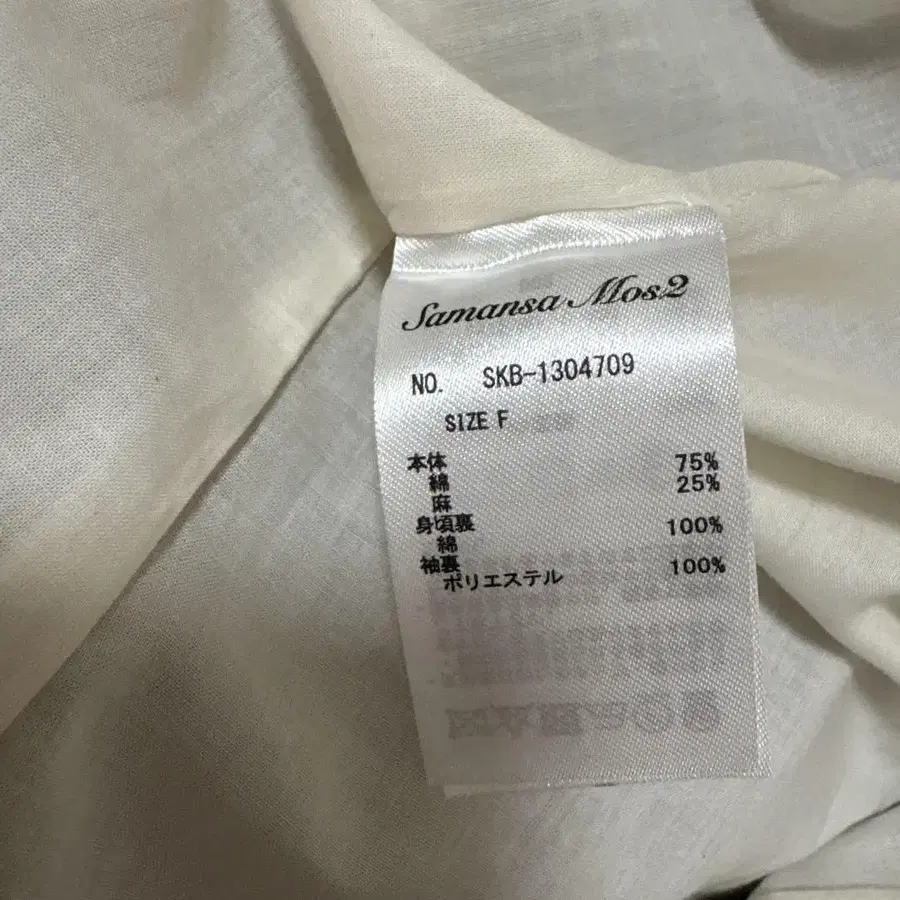 Samansa Mos2
NO. SKB-1304709
SIZE F
本体
綿 75%
麻 25%
身頃裏
綿 100%
袖裏
ポリエステル 100%